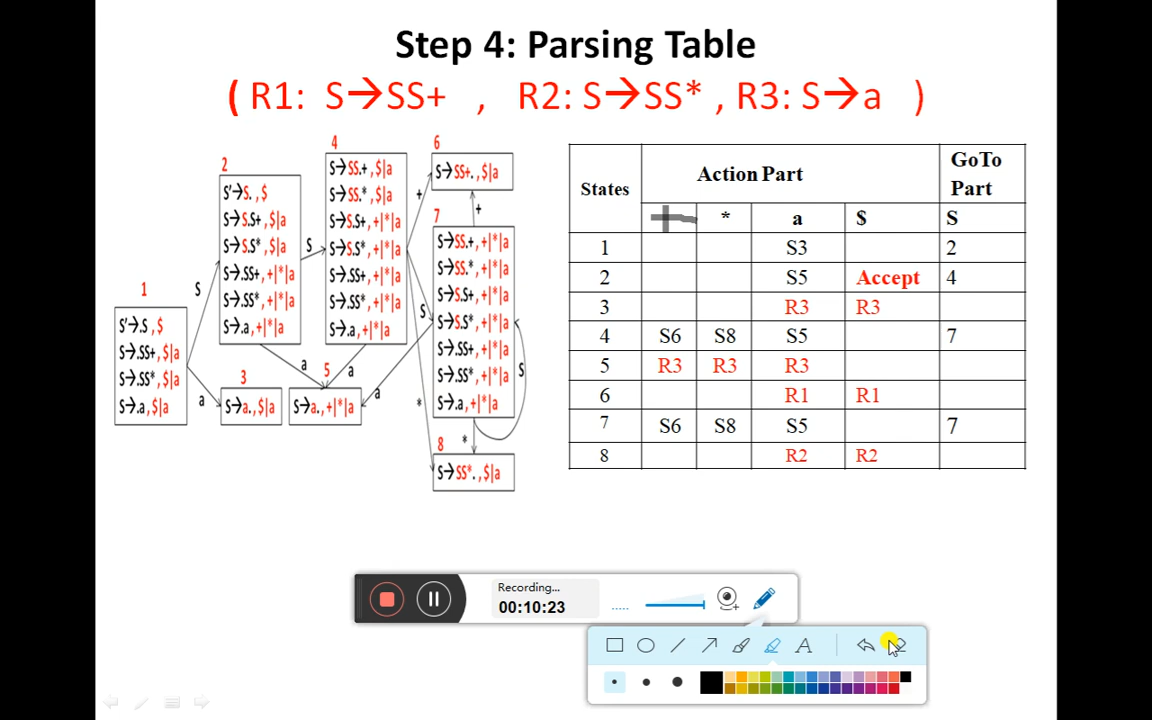 Step 4: Parsing Table
( R1: S→SS+ , R2: S→SS* , R3: S→a )
1
S'→.S ,$
S→.SS+,$|a
S→.SS*,$|a
S→.a,$|a
S
a
2
S'→S. ,$
S→S.S+,$|a
S→S.S*,$|a
S→.SS+,+|*|a
S→.SS*,+|*|a
S→.a,+|*|a
S
a
3
S→a.,$|a
4
S→SS.+,$|a
S→SS.*,$|a
S→S.S+,+|*|a
S→S.S*,+|*|a
S→.SS+,+|*|a
S→.SS*,+|*|a
S→.a,+|*|a
+
S
a
*
5
S→a.,+|*|a
6
S→SS+.,$|a
+
7
S→SS.+,+|*|a
S→SS.*,+|*|a
S→S.S+,+|*|a
S→S.S*,+|*|a
S→.SS+,+|*|a
S→.SS*,+|*|a
S→.a,+|*|a
S
a
*
8
S→SS*.,$|a
States Action Part GoTo Part
+ * a $ S
1 S3 2
2 S5 Accept 4
3 R3 R3
4 S6 S8 S5 7
5 R3 R3 R3
6 R1 R1
7 S6 S8 S5 7
8 R2 R2
Recording...
00:10:23
A